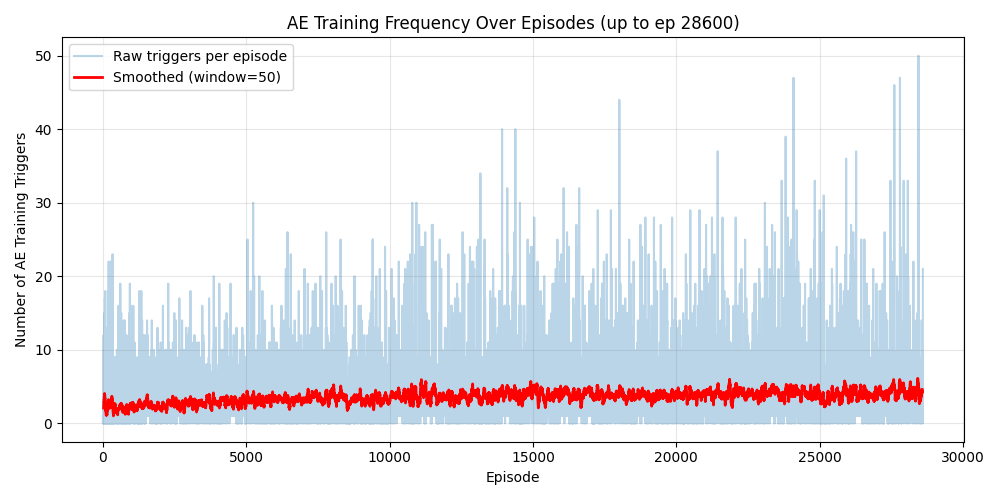 AE Training Frequency Over Episodes (up to ep 28600)
Raw triggers per episode
Smoothed (window=50)
Number of AE Training Triggers
50
40
30
20
10
0
0
5000
10000
15000
20000
25000
30000
Episode